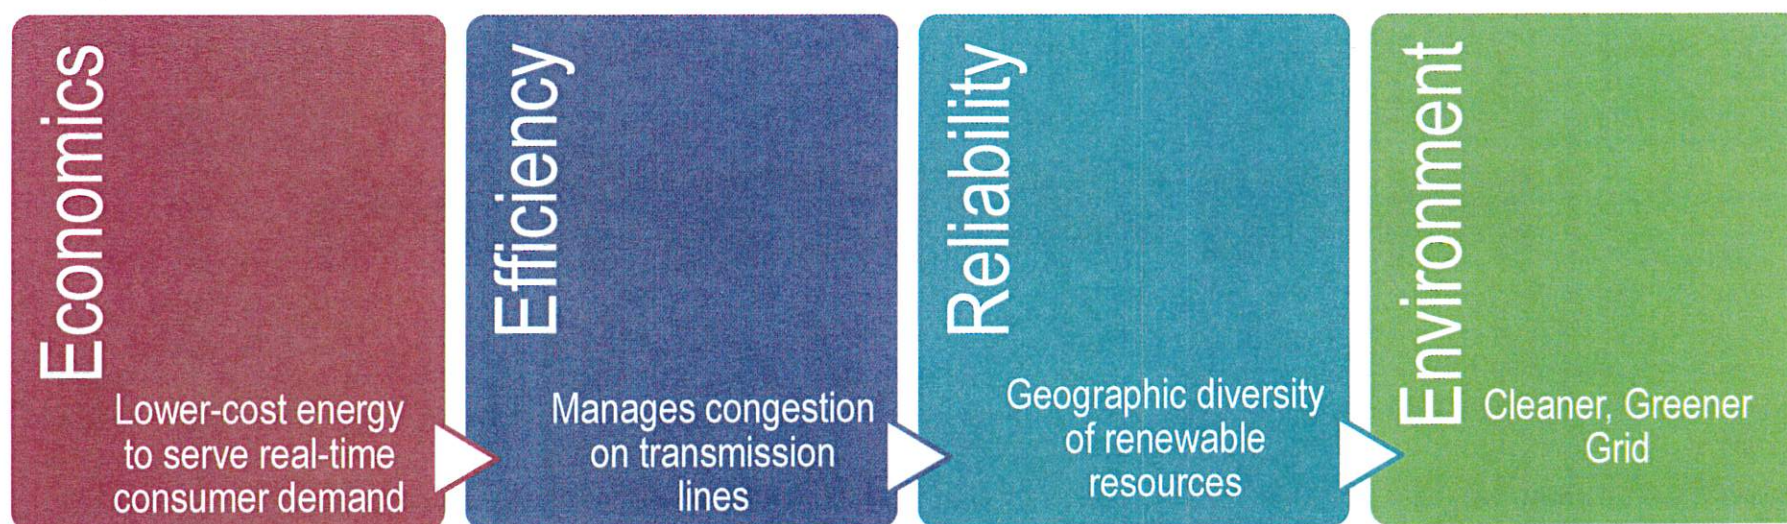 Economics
Lower-cost energy
to serve real-time
consumer demand
Efficiency
Manages congestion
on transmission
lines
Reliability
Geographic diversity
of renewable
resources
Environment
Cleaner, Greener
Grid